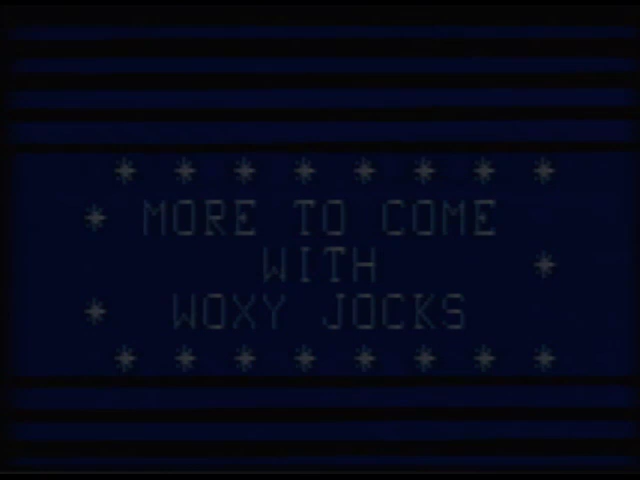 * * * * * * * *
* MORE TO COME
WITH *
* WOXY JOCKS
* * * * * * * *